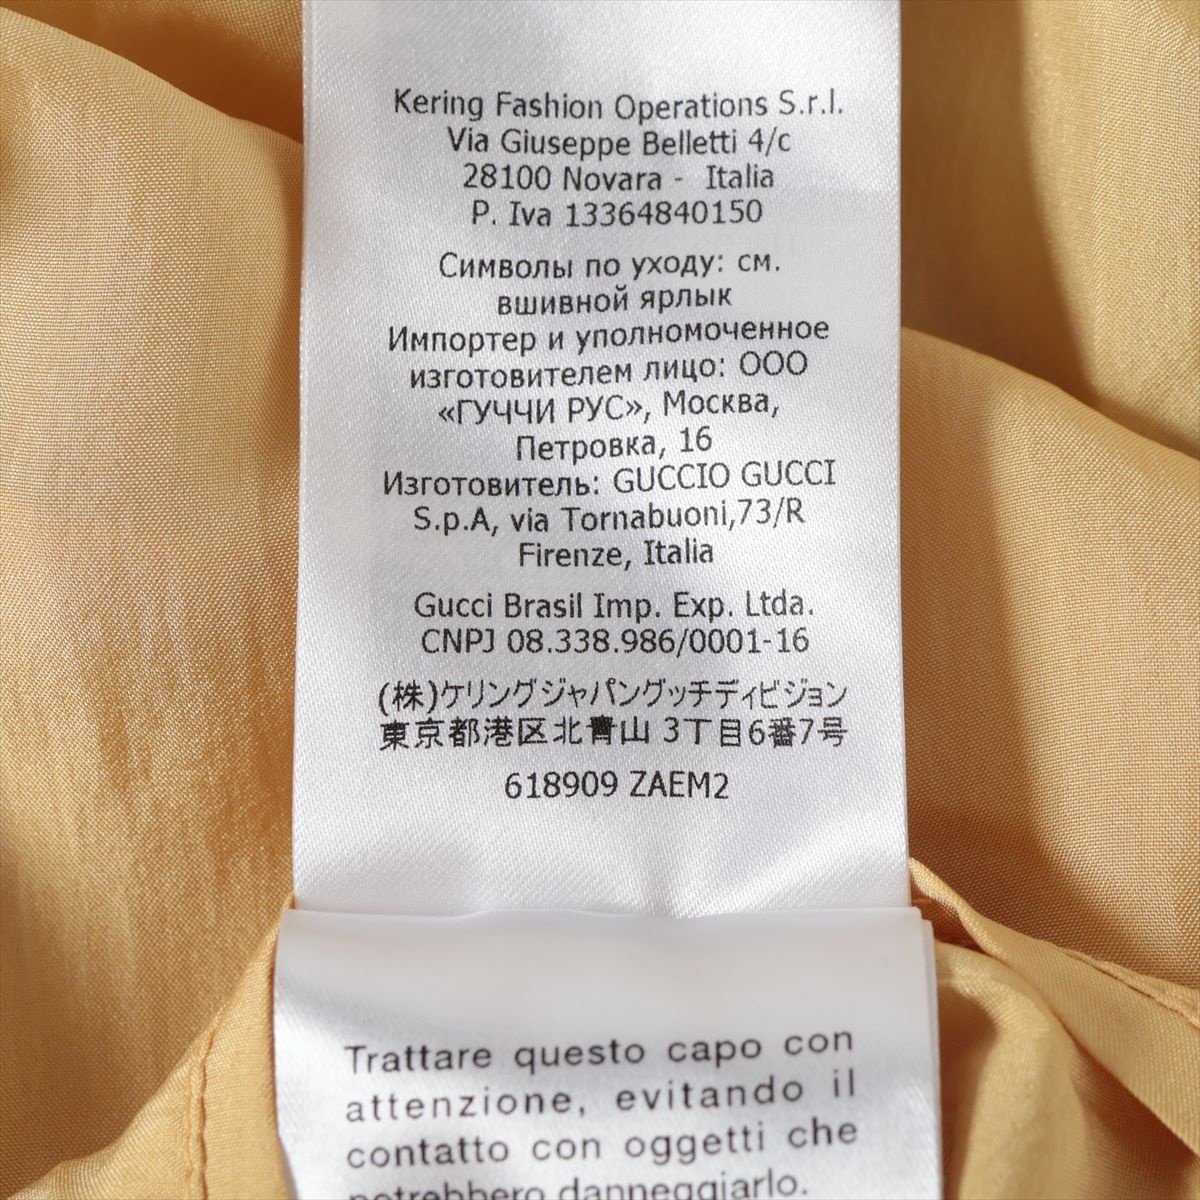 Kering Fashion Operations S.r.l.
Via Giuseppe Belletti 4/c
28100 Novara - Italia
P. Iva 13364840150
Символы по уходу: см.
вшивной ярлык
Импортер и уполномоченное
изготовителем лицо: ООО
«ГУЧЧИ РУС», Москва,
Петровка, 16
Изготовитель: GUCCIO GUCCI
S.p.A, via Tornabuoni,73/R
Firenze, Italia
Gucci Brasil Imp. Exp. Ltda.
CNPJ 08.338.986/0001-16
(株)ケリングジャパングッチディビジョン
東京都港区北青山 3丁目6番7号
618909 ZAEM2
Trattare questo capo con
attenzione, evitando il
contatto con oggetti che
potrebbero danneggiarlo.